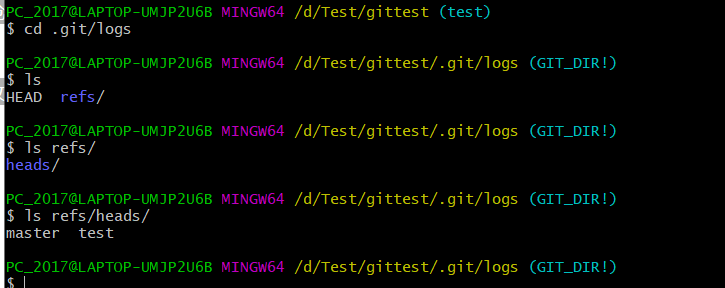 PC_2017@LAPTOP-UMJP2U6B MINGW64 /d/Test/gittest (test)
$ cd .git/logs
PC_2017@LAPTOP-UMJP2U6B MINGW64 /d/Test/gittest/.git/logs (GIT_DIR!)
$ ls
HEAD  refs/
PC_2017@LAPTOP-UMJP2U6B MINGW64 /d/Test/gittest/.git/logs (GIT_DIR!)
$ ls refs/
heads/
PC_2017@LAPTOP-UMJP2U6B MINGW64 /d/Test/gittest/.git/logs (GIT_DIR!)
$ ls refs/heads/
master  test
PC_2017@LAPTOP-UMJP2U6B MINGW64 /d/Test/gittest/.git/logs (GIT_DIR!)
$